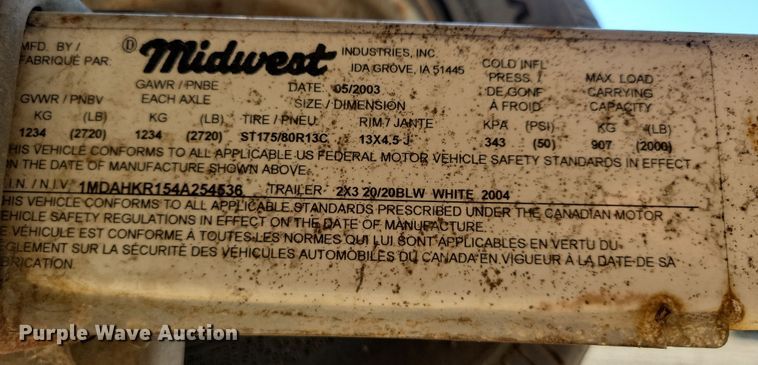 MFD. BY / Midwest INDUSTRIES, INC.
FABRIQUÉ PAR: IDA GROVE, IA 51445
GVWR / PNBV GAWR / PNBE EACH AXLE DATE: 05/2003 SIZE / DIMENSION COLD INFL PRESS. / DE GONF À FROID MAX. LOAD CARRYING CAPACITY
KG (LB) KG (LB) TIRE / PNEU RIM / JANTE KPA (PSI) KG (LB)
1234 (2720) 1234 (2720) ST175/80R13C 13X4.5 J 343 (50) 907 (2000)
THIS VEHICLE CONFORMS TO ALL APPLICABLE US FEDERAL MOTOR VEHICLE SAFETY STANDARDS IN EFFECT
ON THE DATE OF MANUFACTURE SHOWN ABOVE.
.I.N. / N.I.V. 1MDAHKR154A254536 TRAILER- 2X3 20/20BLW WHITE 2004
HIS VEHICLE CONFORMS TO ALL APPLICABLE STANDARDS PRESCRIBED UNDER THE CANADIAN MOTOR
EHICLE SAFETY REGULATIONS IN EFFECT ON THE DATE OF MANUFACTURE.
E VÉHICULE EST CONFORME À TOUTES LES NORMES QUI LUI SONT APPLICABLES EN VERTU DU
GLEMENT SUR LA SÉCURITÉ DES VÉHICULES AUTOMOBILES DU CANADA EN VIGUEUR À LA DATE DE SA
BRICATION.
Purple Wave Auction